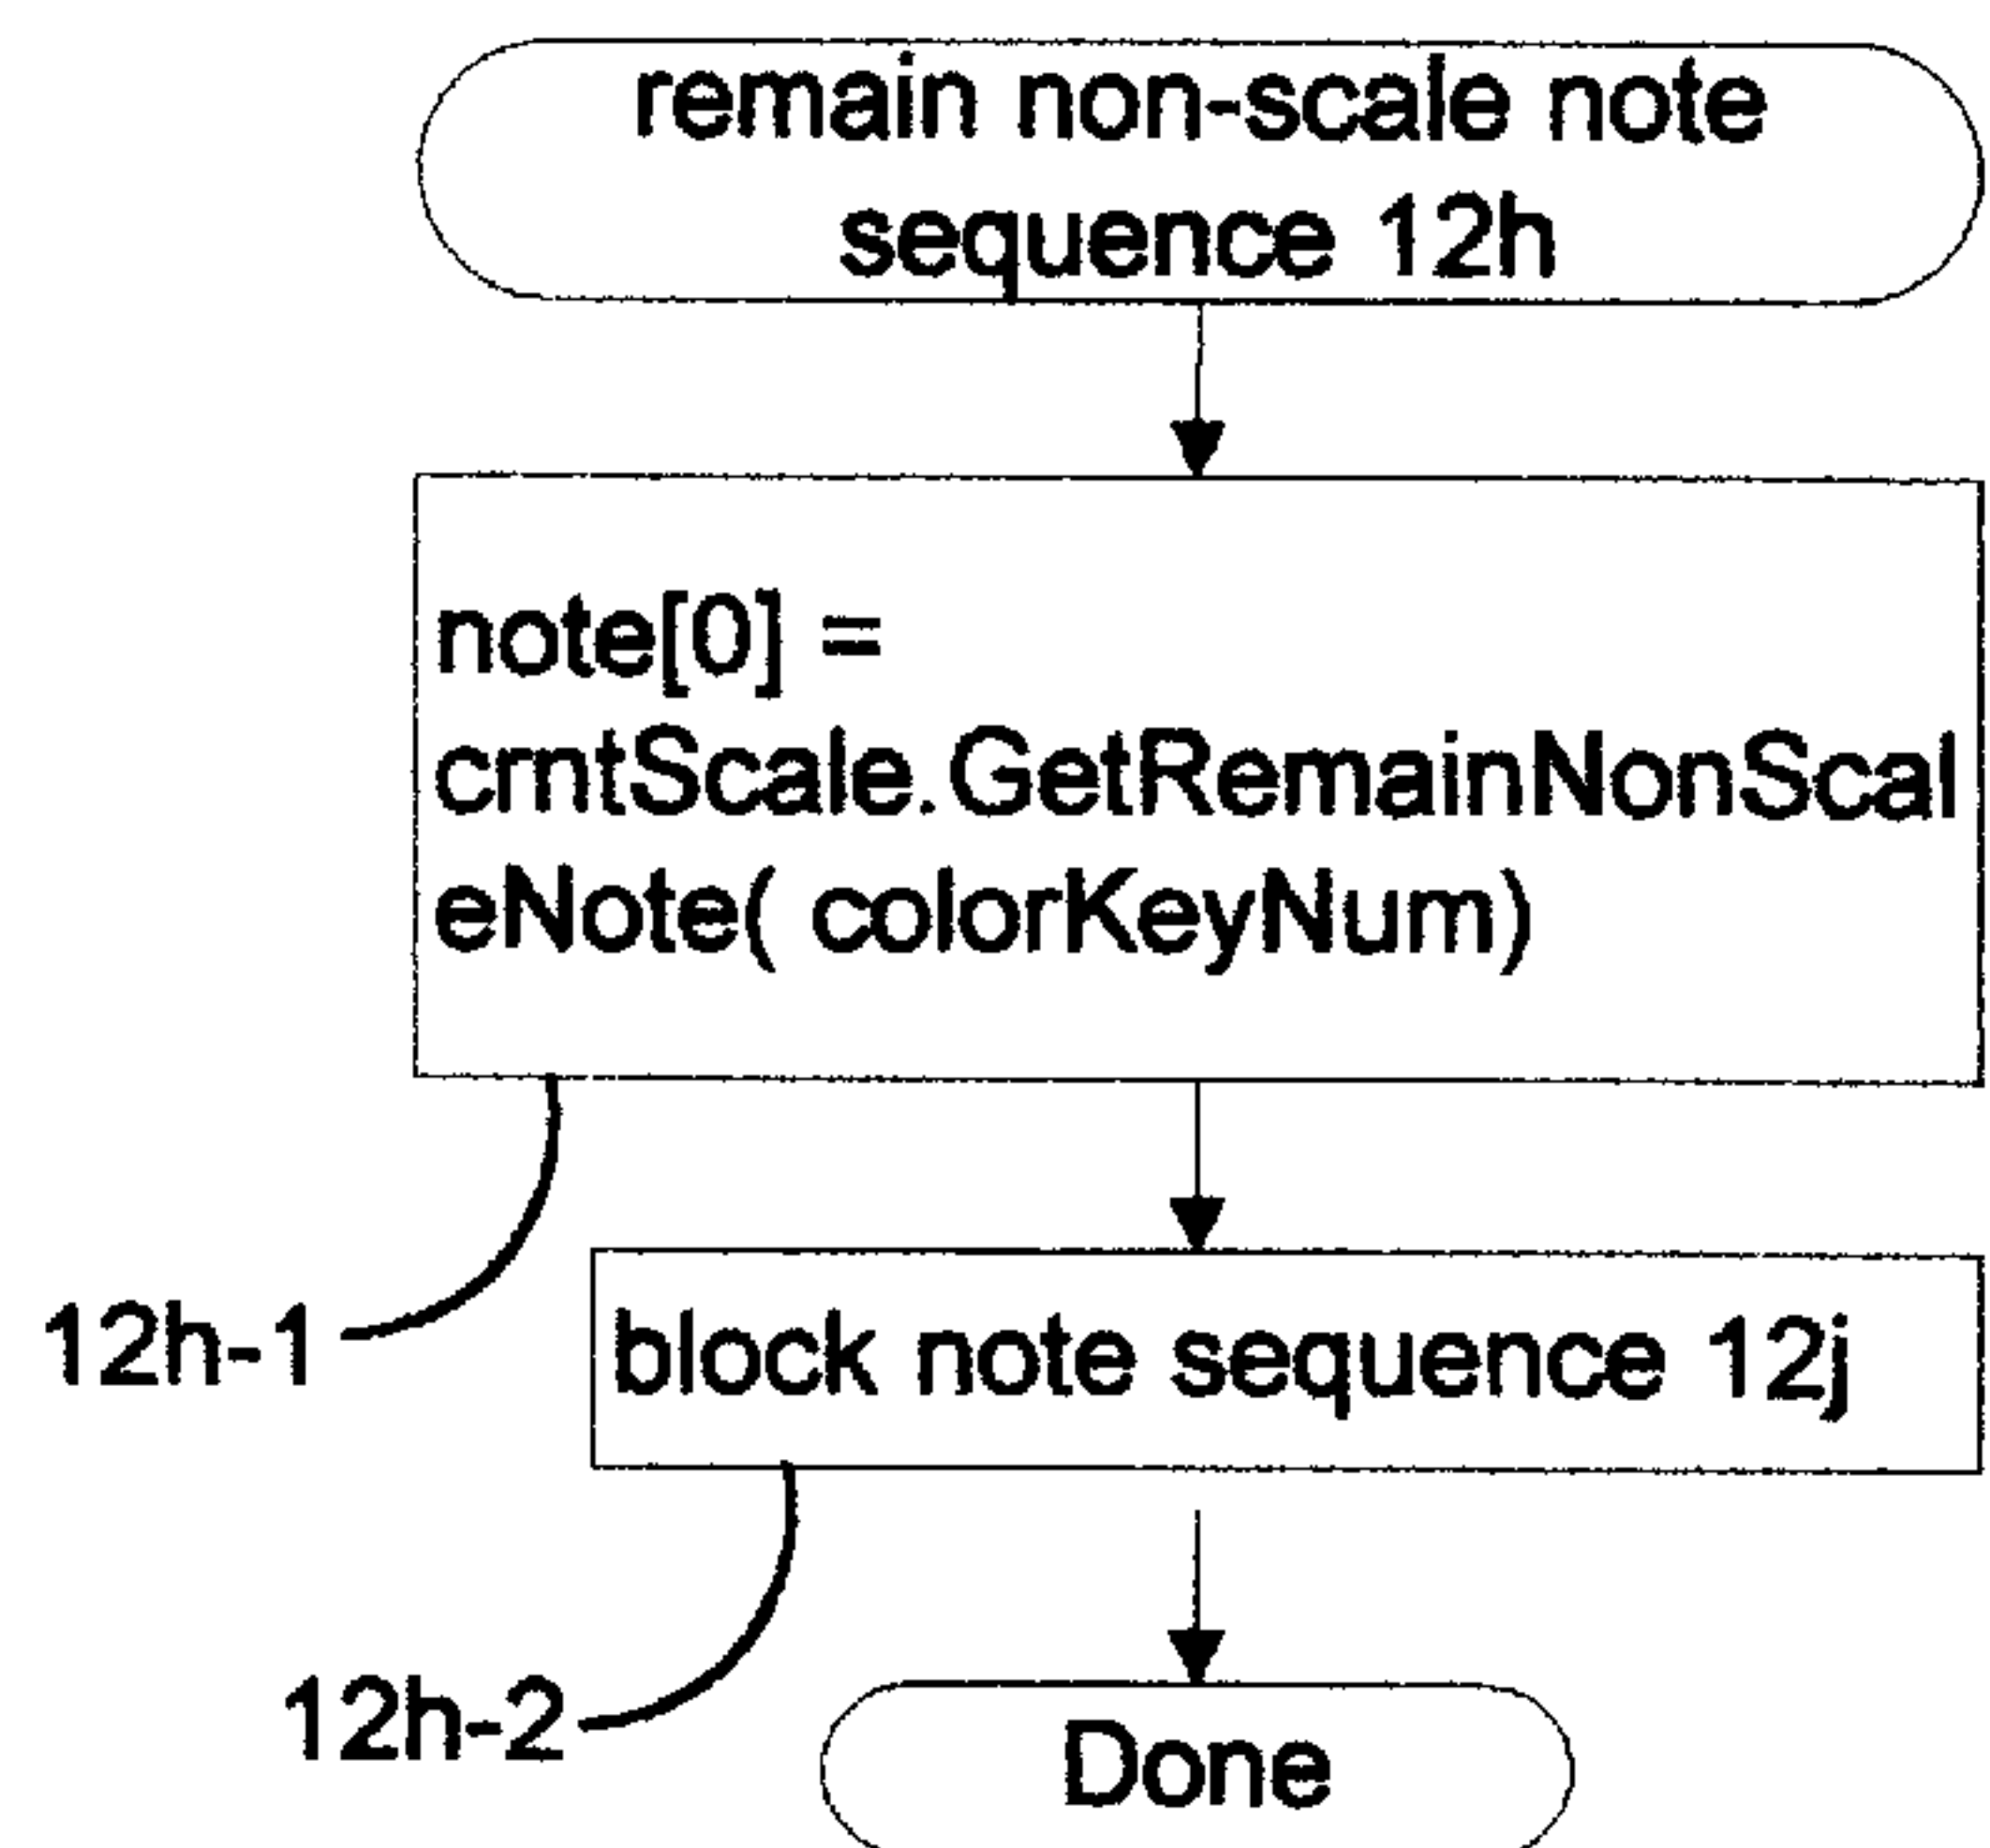 remain non-scale note
sequence 12h
note[0] =
crntScale.GetRemainNonScal
eNote( colorKeyNum)
12h-1
block note sequence 12j
12h-2
Done